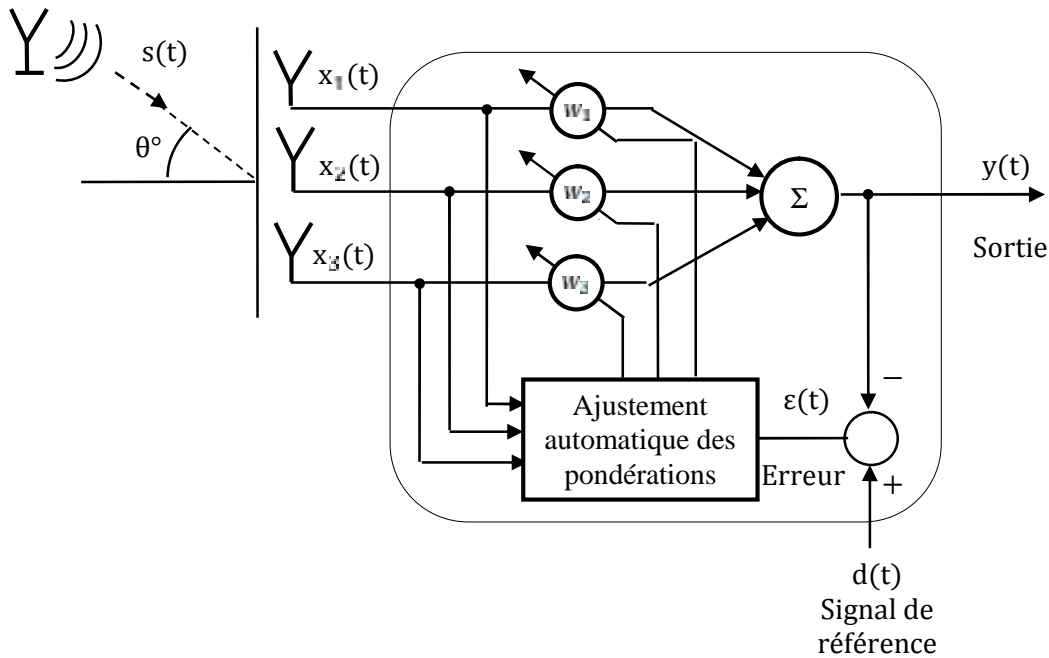 s(t)
θ°
x₁(t)
x₂(t)
x₃(t)
w₁
w₂
w₃
Σ
y(t)
Sortie
−
ε(t)
Erreur
+
Ajustement
automatique des
pondérations
d(t)
Signal de
référence